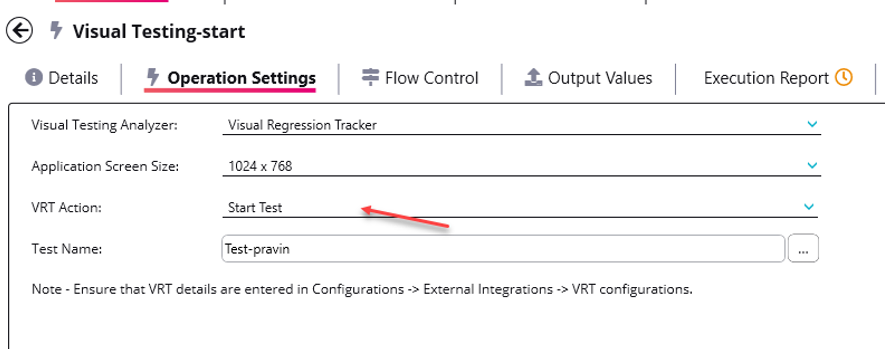 Visual Testing-start
Details Operation Settings Flow Control Output Values Execution Report
Visual Testing Analyzer: Visual Regression Tracker
Application Screen Size: 1024 x 768
VRT Action: Start Test
Test Name: Test-pravin ...
Note - Ensure that VRT details are entered in Configurations -> External Integrations -> VRT configurations.